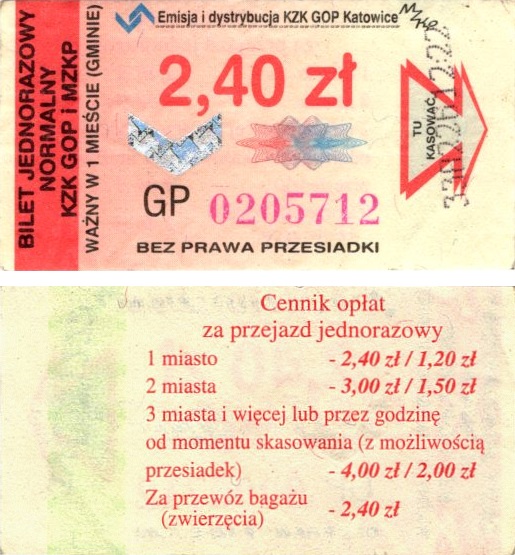 BILET JEDNORAZOWY
NORMALNY
KZK GOP i MZKP
WAŻNY W 1 MIEŚCIE (GMINIE)
Emisja i dystrybucja KZK GOP Katowice
2,40 zł
TU
KASOWAĆ
GP 0205712
BEZ PRAWA PRZESIADKI
Cennik opłat
za przejazd jednorazowy
1 miasto - 2,40 zł / 1,20 zł
2 miasta - 3,00 zł / 1,50 zł
3 miasta i więcej lub przez godzinę
od momentu skasowania (z możliwością
przesiadek) - 4,00 zł / 2,00 zł
Za przewóz bagażu
(zwierzęcia) - 2,40 zł